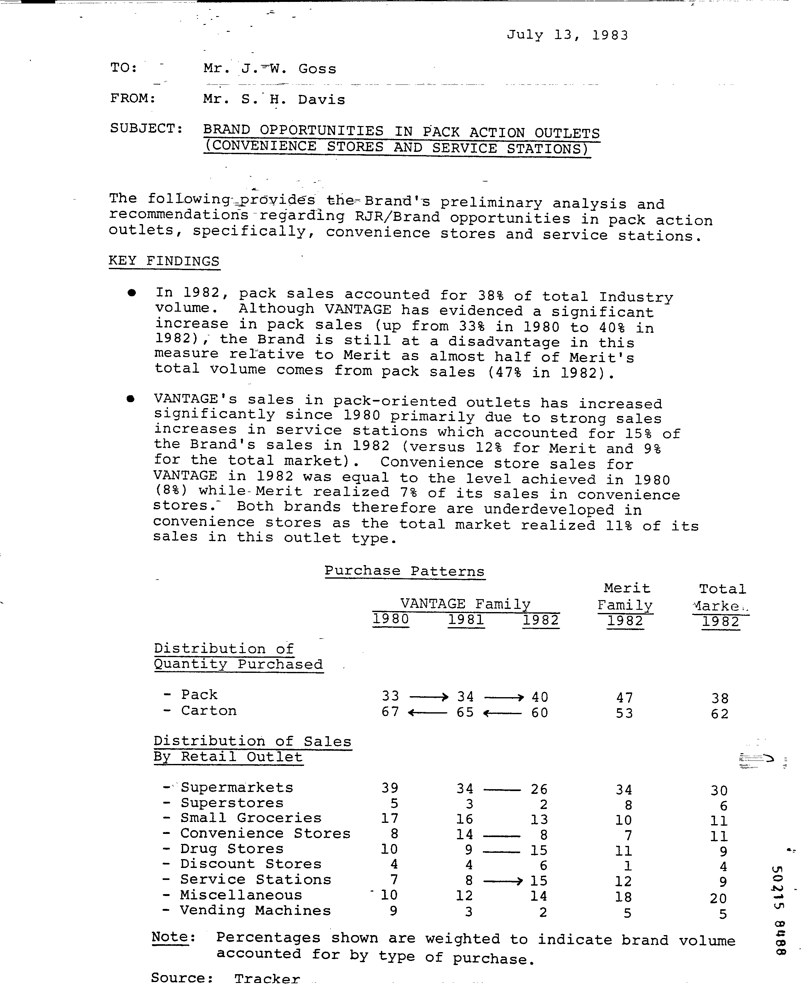 July 13, 1983
TO: Mr. J. W. Goss
FROM: Mr. S. H. Davis
SUBJECT: BRAND OPPORTUNITIES IN PACK ACTION OUTLETS
(CONVENIENCE STORES AND SERVICE STATIONS)
The following provides the Brand's preliminary analysis and
recommendations regarding RJR/Brand opportunities in pack action
outlets, specifically, convenience stores and service stations.
KEY FINDINGS
● In 1982, pack sales accounted for 38% of total Industry
volume. Although VANTAGE has evidenced a significant
increase in pack sales (up from 33% in 1980 to 40% in
1982), the Brand is still at a disadvantage in this
measure relative to Merit as almost half of Merit's
total volume comes from pack sales (47% in 1982).
● VANTAGE's sales in pack-oriented outlets has increased
significantly since 1980 primarily due to strong sales
increases in service stations which accounted for 15% of
the Brand's sales in 1982 (versus 12% for Merit and 9%
for the total market). Convenience store sales for
VANTAGE in 1982 was equal to the level achieved in 1980
(8%) while Merit realized 7% of its sales in convenience
stores. Both brands therefore are underdeveloped in
convenience stores as the total market realized 11% of its
sales in this outlet type.
Purchase Patterns
Merit Total
VANTAGE Family Family Market
1980 1981 1982 1982 1982
Distribution of
Quantity Purchased
- Pack 33 → 34 → 40 47 38
- Carton 67 ← 65 ← 60 53 62
Distribution of Sales
By Retail Outlet
- Supermarkets 39 34 — 26 34 30
- Superstores 5 3 2 8 6
- Small Groceries 17 16 13 10 11
- Convenience Stores 8 14 — 8 7 11
- Drug Stores 10 9 — 15 11 9
- Discount Stores 4 4 6 1 4
- Service Stations 7 8 → 15 12 9
- Miscellaneous 10 12 14 18 20
- Vending Machines 9 3 2 5 5
Note: Percentages shown are weighted to indicate brand volume
accounted for by type of purchase.
Source: Tracker
50215 8488